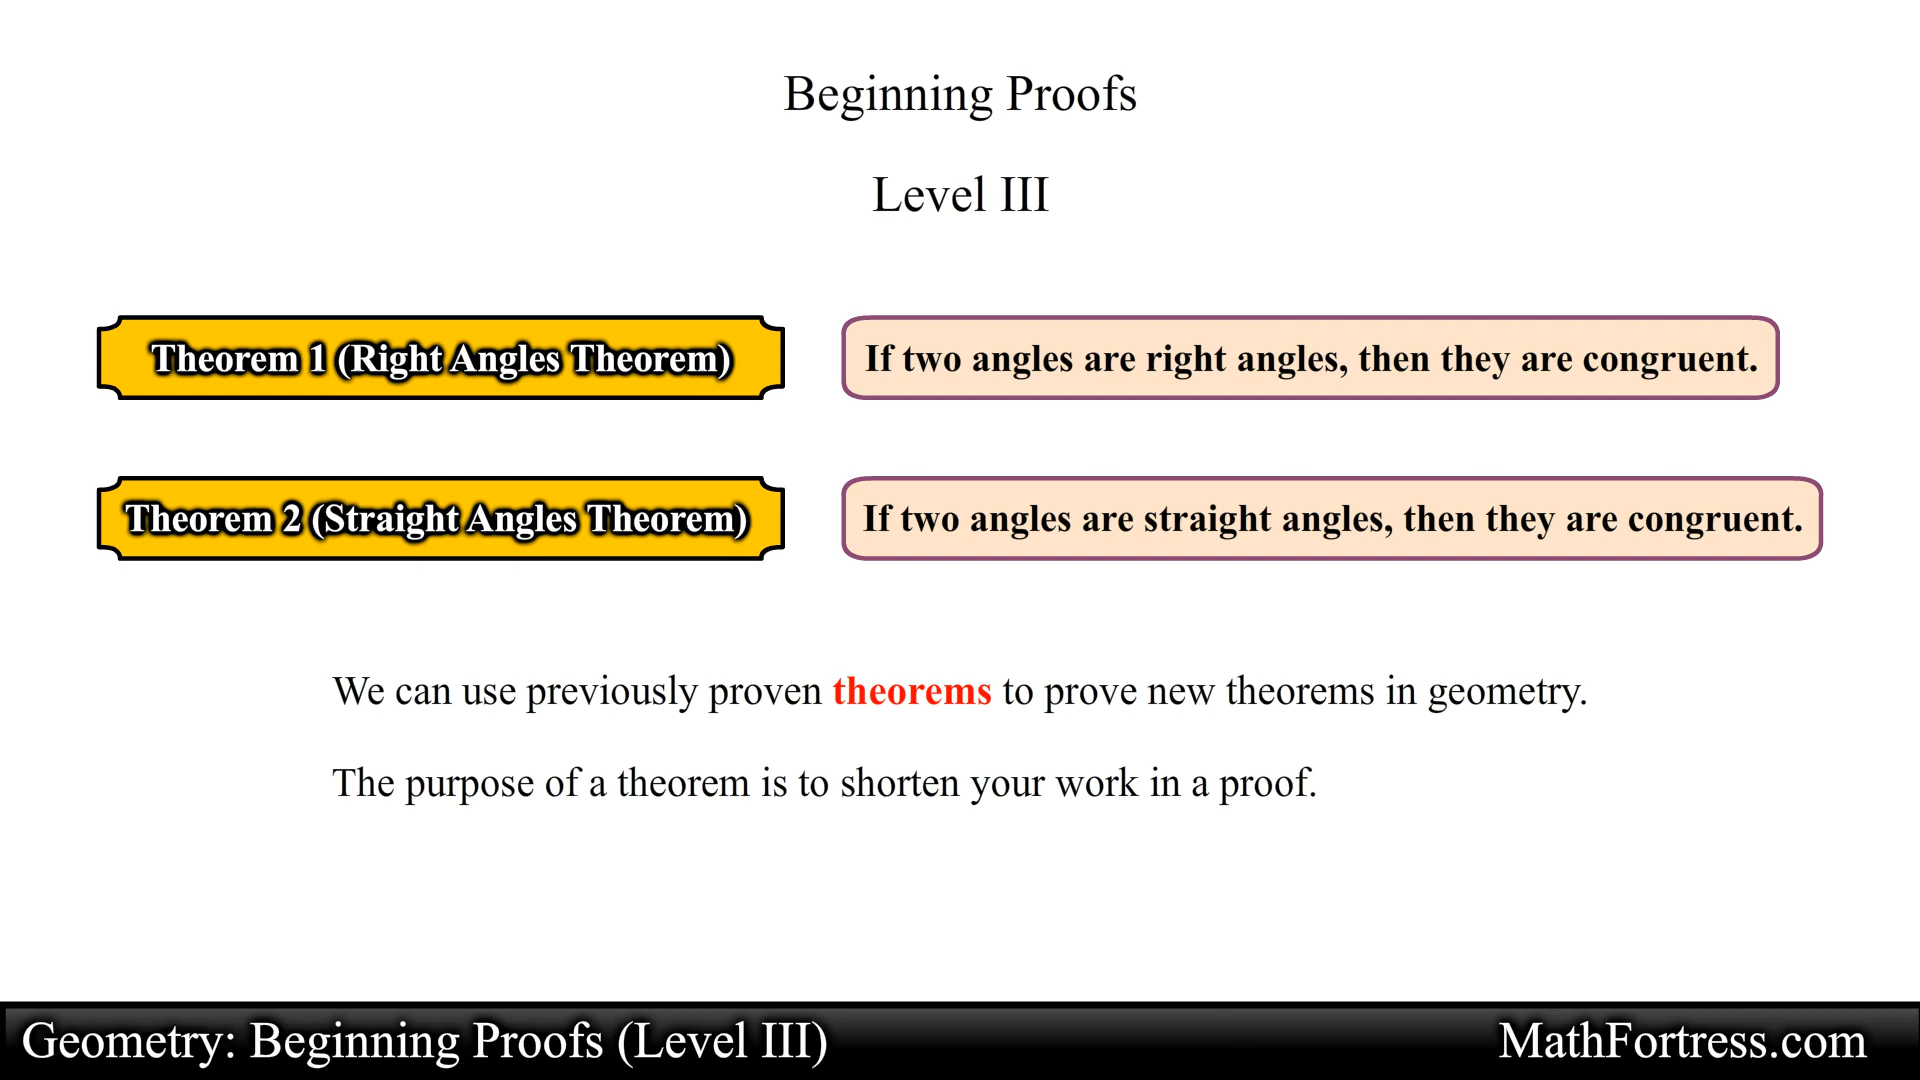 Beginning Proofs
Level III
Theorem 1 (Right Angles Theorem)
If two angles are right angles, then they are congruent.
Theorem 2 (Straight Angles Theorem)
If two angles are straight angles, then they are congruent.
We can use previously proven theorems to prove new theorems in geometry.
The purpose of a theorem is to shorten your work in a proof.
Geometry: Beginning Proofs (Level III)
MathFortress.com